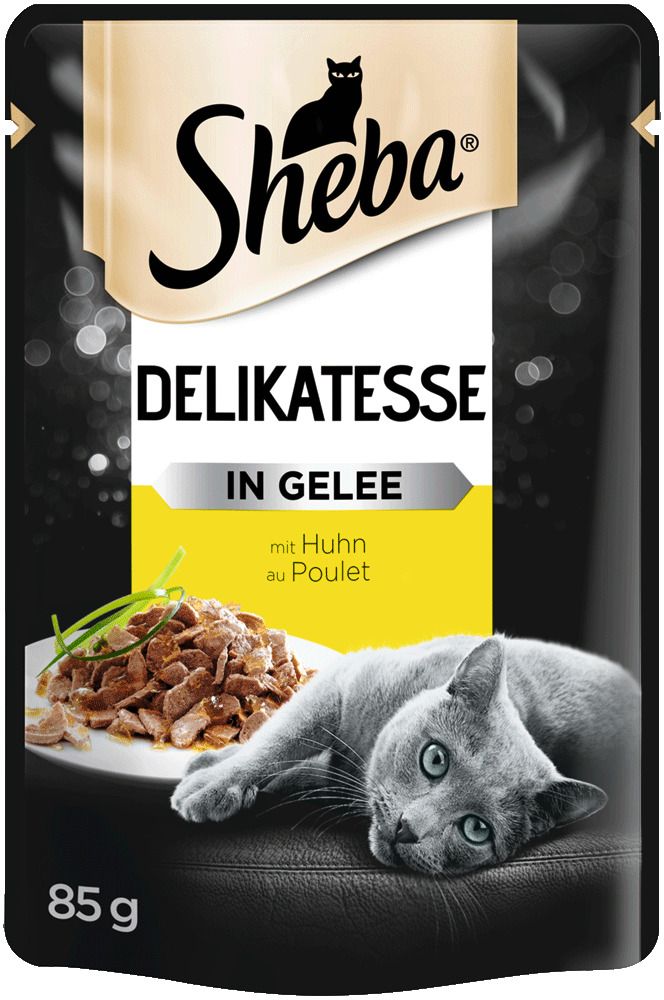 Sheba®
DELIKATESSE
IN GELEE
mit Huhn
au Poulet
85 g